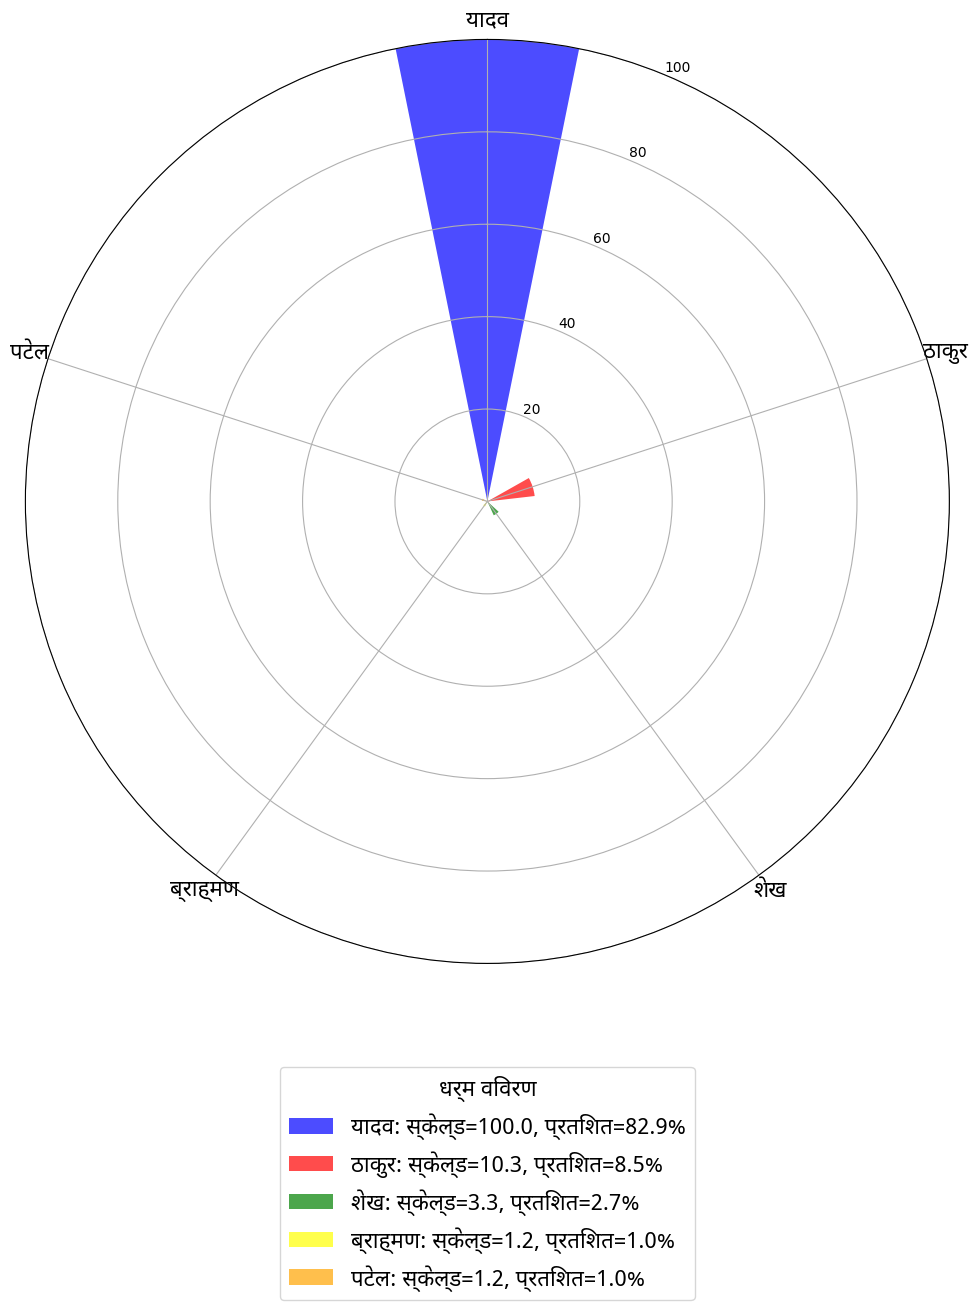 यादव
100
80
60
40
20
पटेल
ठाकुर
ब्राह्मण
शेख
धर्म विवरण
यादव: स्केल्ड=100.0, प्रतिशत=82.9%
ठाकुर: स्केल्ड=10.3, प्रतिशत=8.5%
शेख: स्केल्ड=3.3, प्रतिशत=2.7%
ब्राह्मण: स्केल्ड=1.2, प्रतिशत=1.0%
पटेल: स्केल्ड=1.2, प्रतिशत=1.0%